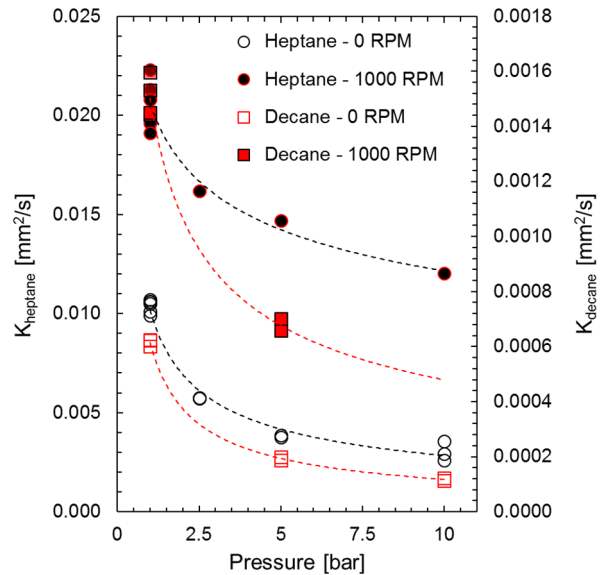 0.025
0.020
0.015
0.010
0.005
0.000
K_heptane [mm²/s]
Heptane - 0 RPM
Heptane - 1000 RPM
Decane - 0 RPM
Decane - 1000 RPM
0.0018
0.0016
0.0014
0.0012
0.0010
0.0008
0.0006
0.0004
0.0002
0.0000
K_decane [mm²/s]
0 2.5 5 7.5 10
Pressure [bar]